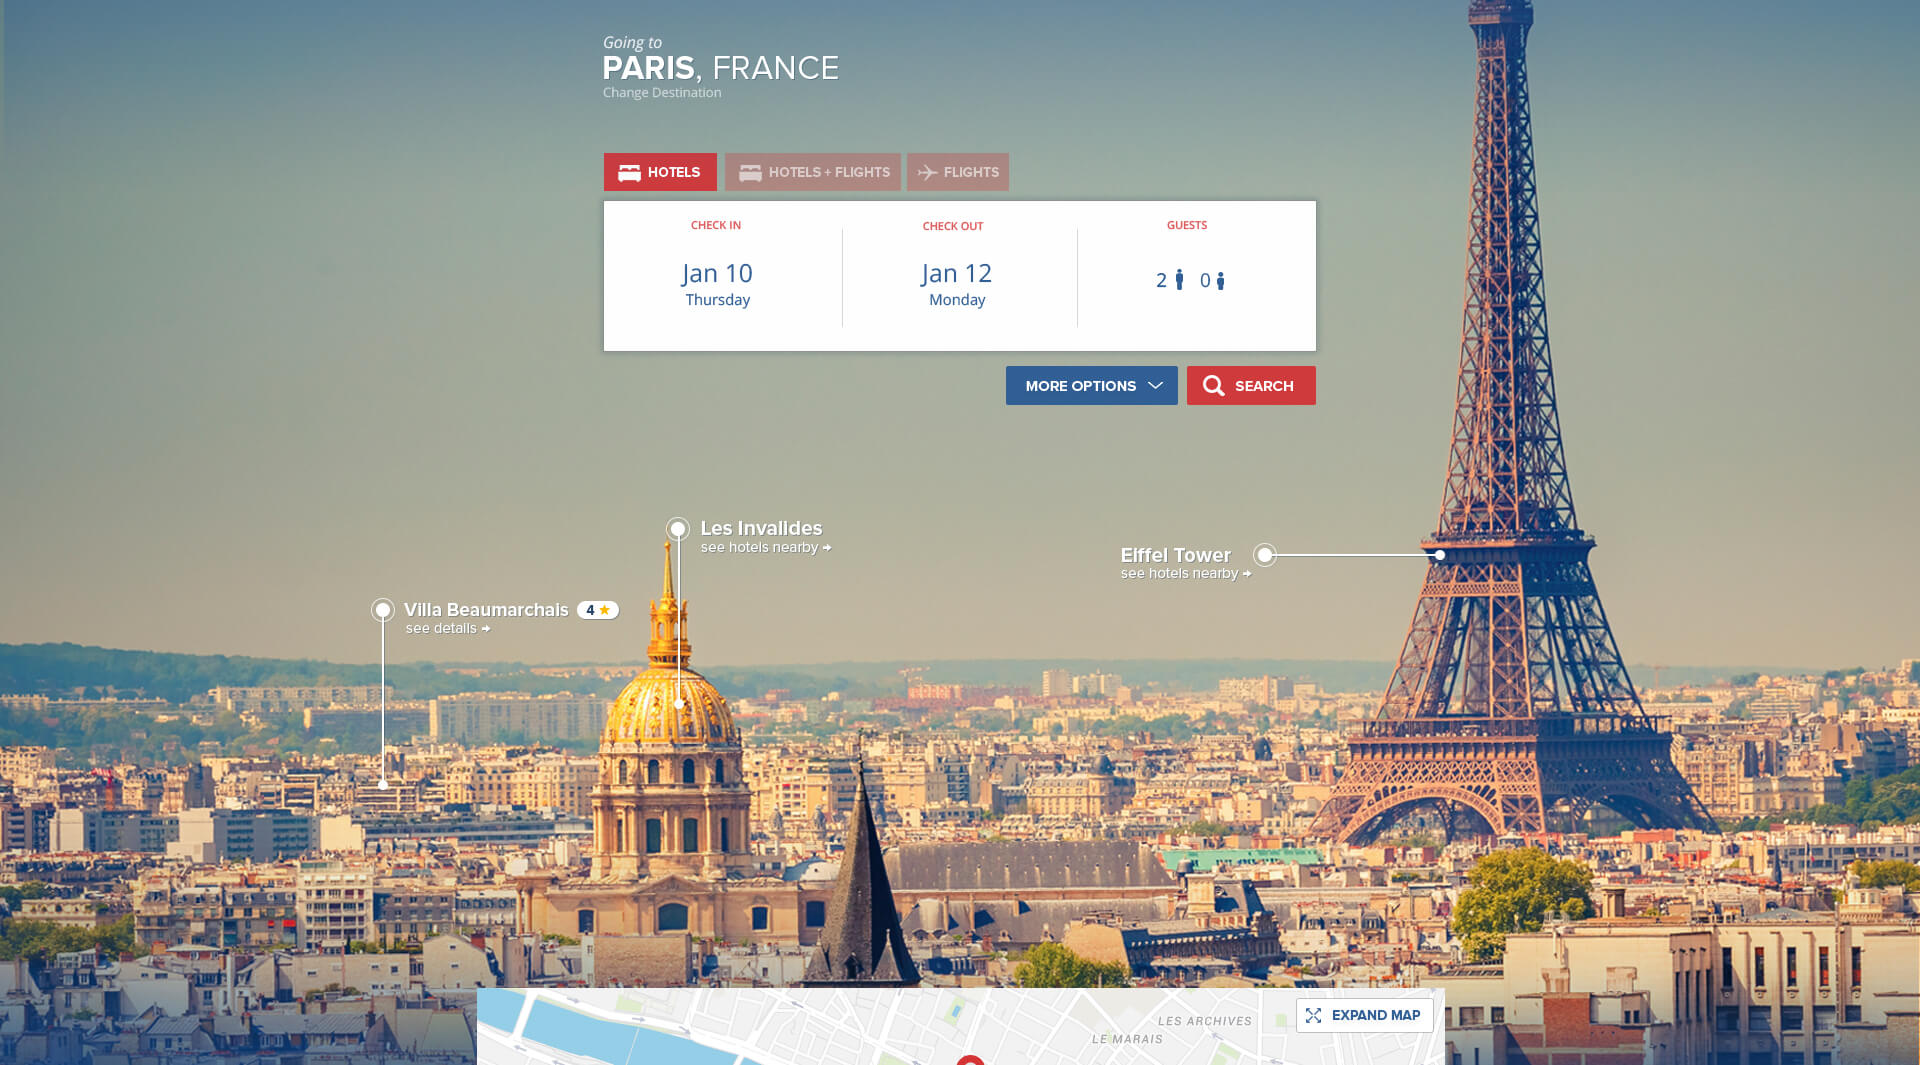 Going to
PARIS, FRANCE
Change Destination
HOTELS
HOTELS + FLIGHTS
FLIGHTS
CHECK IN
Jan 10
Thursday
CHECK OUT
Jan 12
Monday
GUESTS
2 0
MORE OPTIONS
SEARCH
Les Invalides
see hotels nearby
Eiffel Tower
see hotels nearby
Villa Beaumarchais 4
see details
LES ARCHIVES
LE MARAIS
EXPAND MAP